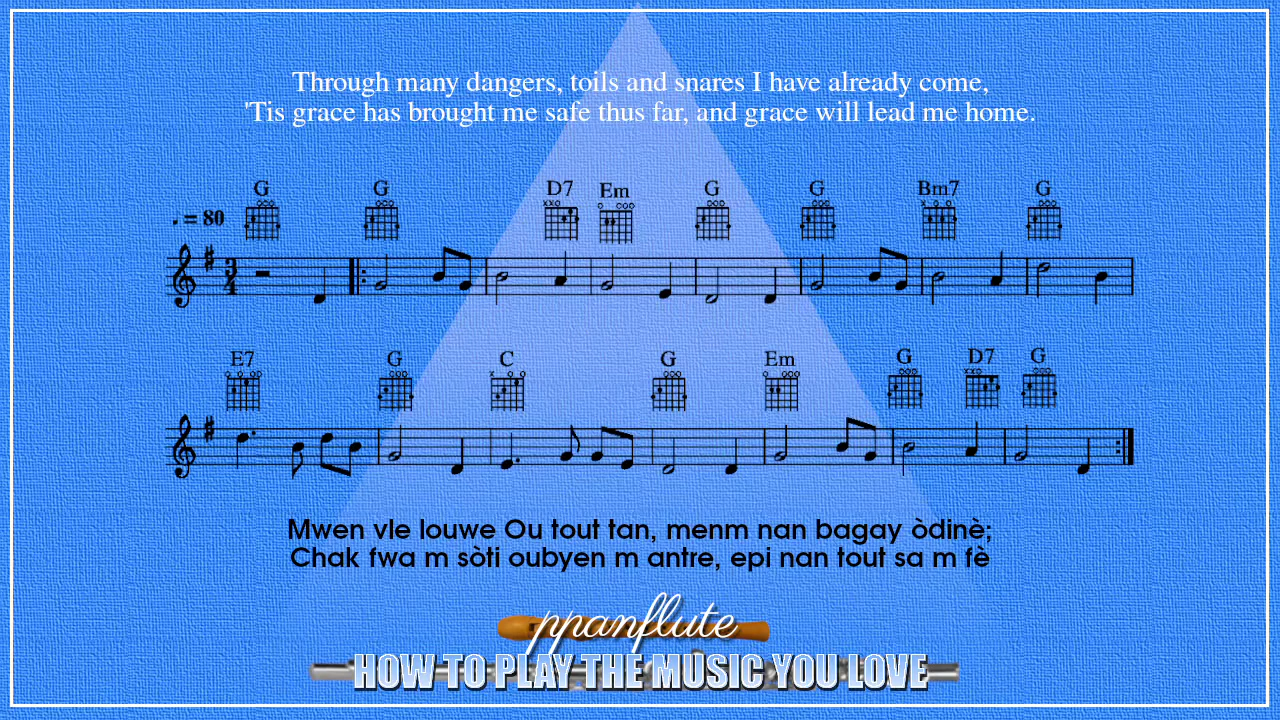 Through many dangers, toils and snares I have already come,
'Tis grace has brought me safe thus far, and grace will lead me home.
G G D7 Em G G Bm7 G
= 80
3
4
E7 G C G Em G D7 G
Mwen vle louwe Ou tout tan, menm nan bagay òdinè;
Chak fwa m sòti oubyen m antre, epi nan tout sa m fè
ppanflute
HOW TO PLAY THE MUSIC YOU LOVE